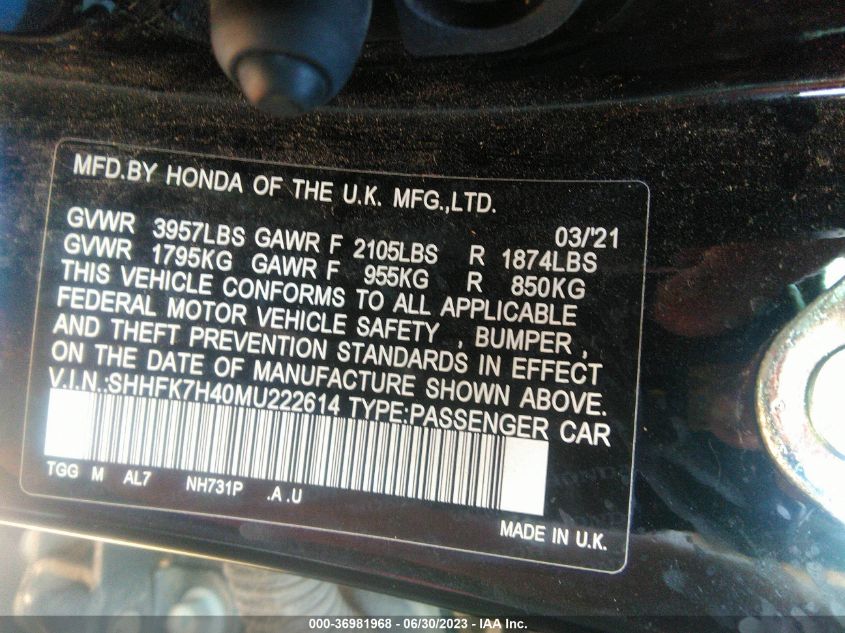 MFD.BY HONDA OF THE U.K. MFG.,LTD.
03/'21
GVWR 3957LBS GAWR F 2105LBS R 1874LBS
GVWR 1795KG GAWR F 955KG R 850KG
THIS VEHICLE CONFORMS TO ALL APPLICABLE
FEDERAL MOTOR VEHICLE SAFETY , BUMPER ,
AND THEFT PREVENTION STANDARDS IN EFFECT
ON THE DATE OF MANUFACTURE SHOWN ABOVE.
V.I.N.:SHHFK7H40MU222614 TYPE:PASSENGER CAR
TGG M AL7 NH731P .A .U
MADE IN U.K.
000-36981968 - 06/30/2023 - IAA Inc.